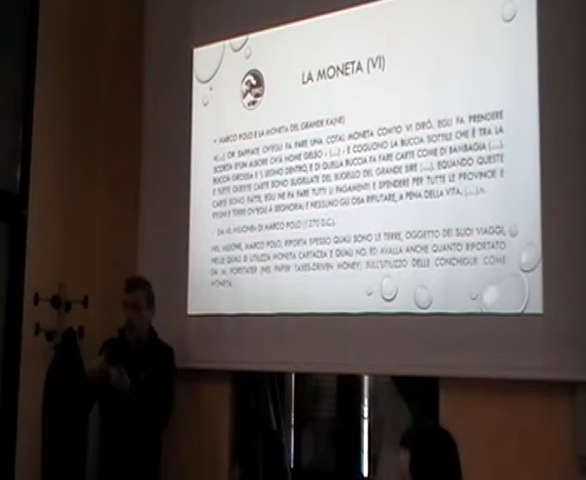 LA MONETA (VI)
• MARCO POLO E LA MONETA DEL GRANDE KA(NE)
«(...) OR SAPPIATE CH'EGLI FA FARE UNA COTAL MONETA COM'IO VI DIRÒ. EGLI FA PRENDERE
SCORZA D'UN ALBORE CH'À NOME GELSO - (...) - E COGLIONO LA BUCCIA SOTTILE CHE È TRA LA
BUCCIA GROSSA E 'L LEGNO DENTRO, E DI QUELLA BUCCIA FA FARE CARTE COME DI BAMBAGIA (...).
E TUTTE QUESTE CARTE SONO SUGELLATE DEL SUGELLO DEL GRANDE SIRE (...). EQUANDO QUESTE
CARTE SONO FATTE, EGLI NE FA FARE TUTTI LI PAGAMENTI E SPENDERE PER TUTTE LE PROVINCE E
REGNI E TERRE OV'EGLI À SEGNORIA; E NESSUNO GLI OSA RIFIUTARE, A PENA DELLA VITA. (...)».
- DA «IL MILIONE» DI MARCO POLO (1270 D.C.).
NEL MILIONE, MARCO POLO, RIPORTA SPESSO QUALI SONO LE TERRE, OGGETTO DEI SUOI VIAGGI,
NELLE QUALI SI UTILIZZA MONETA CARTACEA E QUALI NO. ED AVALLA ANCHE QUANTO RIPORTATO
DA M. FORSTATER (NEL PAPER TAXES-DRIVEN MONEY) SULL'UTILIZZO DELLE CONCHIGLIE COME
MONETA.